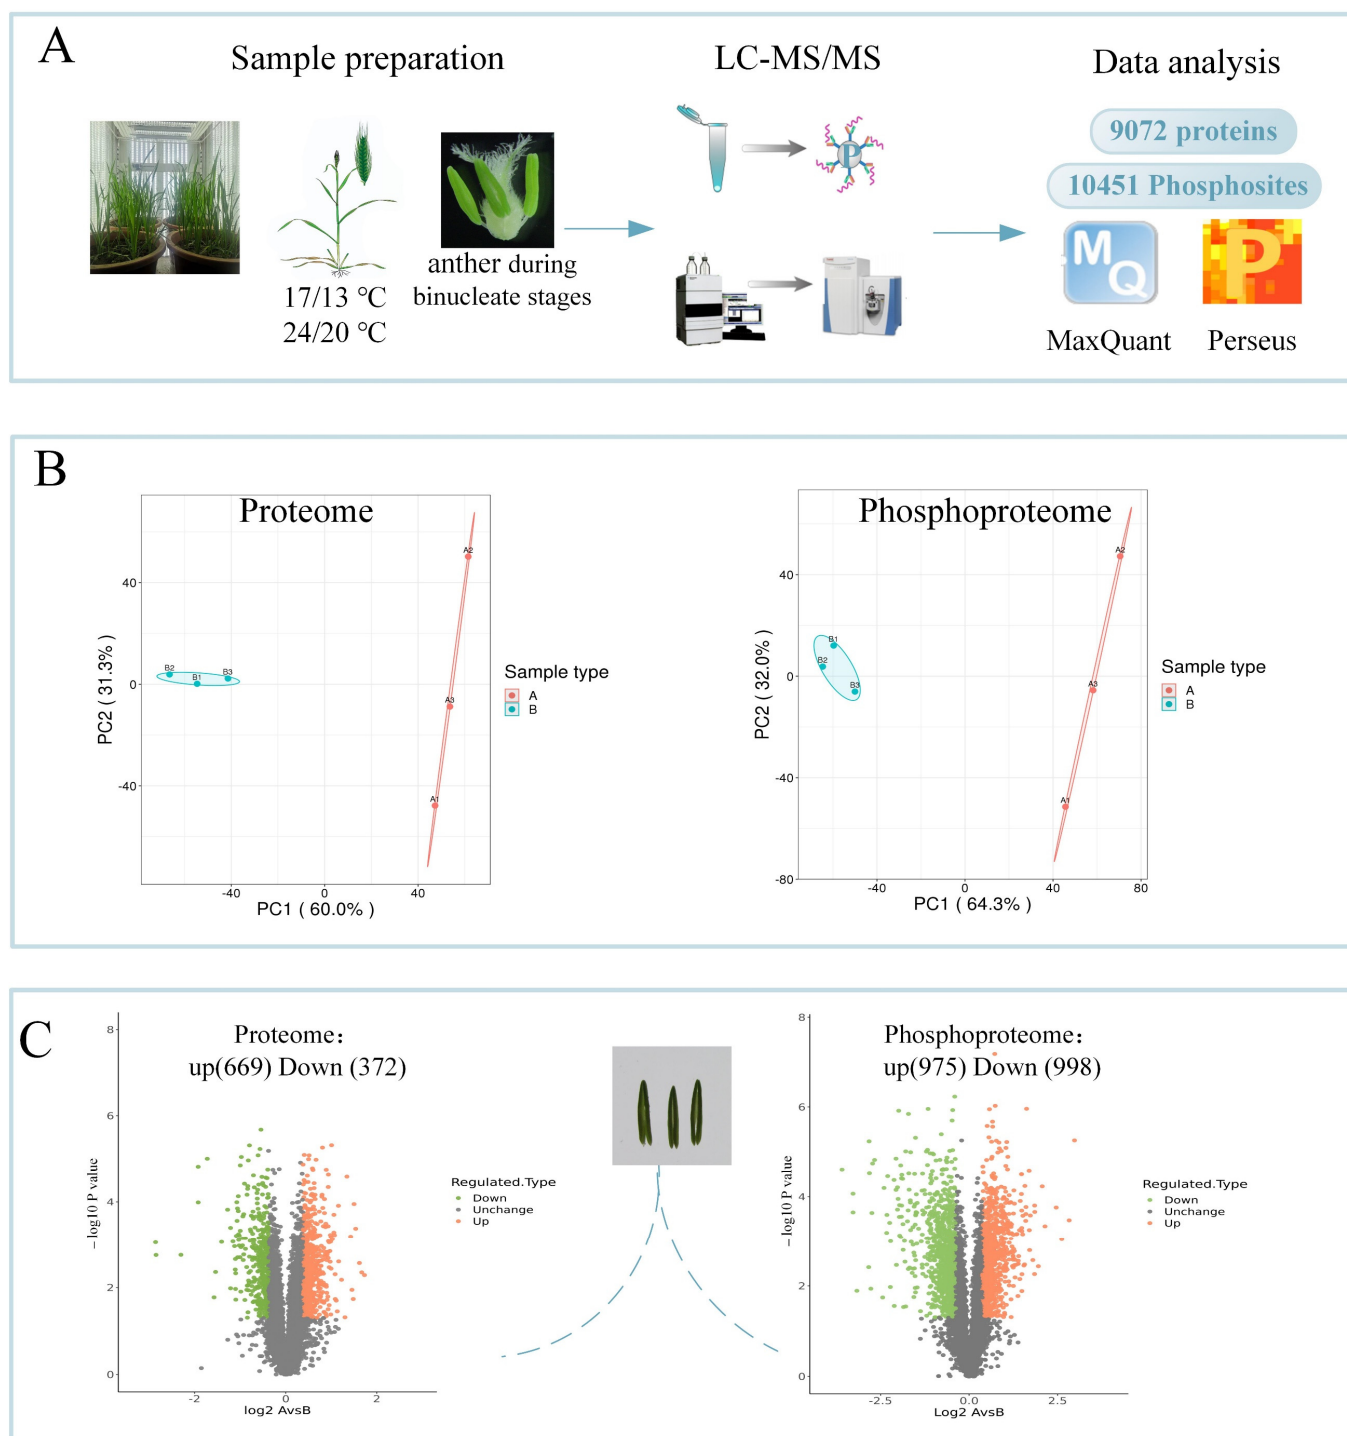 A
Sample preparation
LC-MS/MS
Data analysis
9072 proteins
10451 Phosphosites
P
M
Q
P
anther during
binucleate stages
17/13 °C
24/20 °C
MaxQuant
Perseus
B
Proteome
A2
40
B2
B1
B3
0
A3
-40
A1
-40
0
40
PC1 ( 60.0% )
PC2 ( 31.3% )
Sample type
A
B
Phosphoproteome
A2
40
B1
B2
B3
0
A3
-40
A1
-80
-40
0
40
80
PC1 ( 64.3% )
PC2 ( 32.0% )
Sample type
A
B
C
Proteome：
up(669) Down (372)
8
6
4
2
0
-2
0
2
log2 AvsB
−log10 P value
Regulated.Type
Down
Unchange
Up
Phosphoproteome：
up(975) Down (998)
8
6
4
2
0
-2.5
0.0
2.5
Log2 AvsB
−log10 P value
Regulated.Type
Down
Unchange
Up